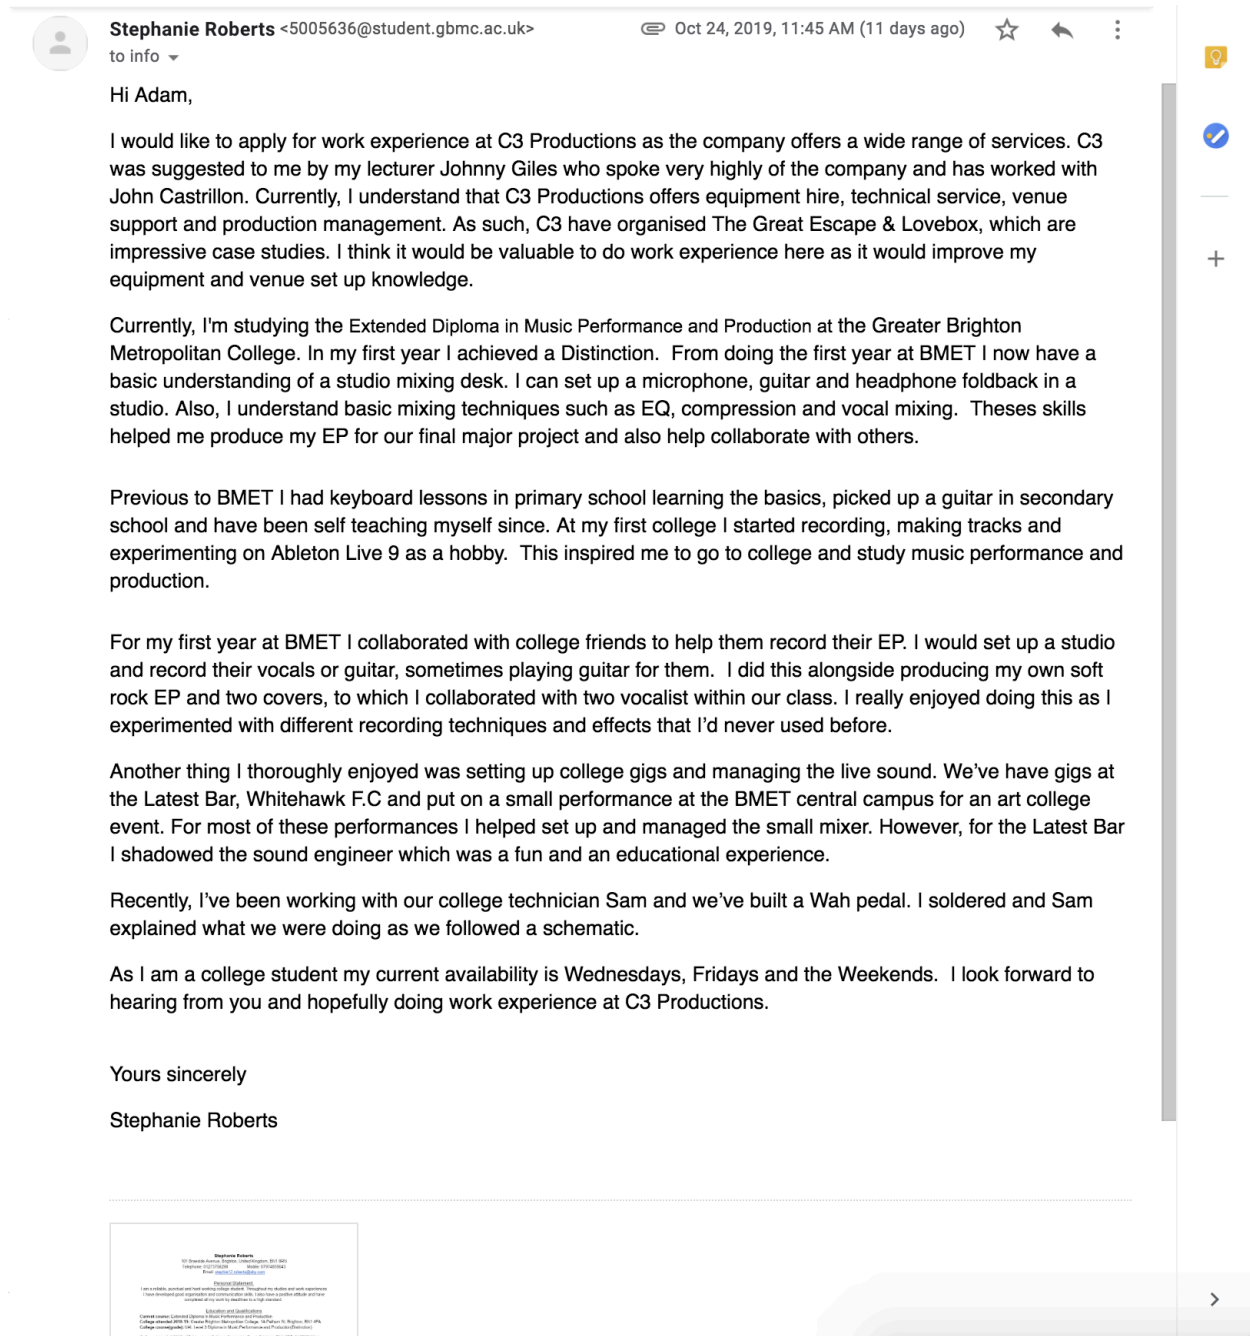 Stephanie Roberts <5005636@student.gbmc.ac.uk>
Oct 24, 2019, 11:45 AM (11 days ago)
to info
Hi Adam,
I would like to apply for work experience at C3 Productions as the company offers a wide range of services. C3
was suggested to me by my lecturer Johnny Giles who spoke very highly of the company and has worked with
John Castrillon. Currently, I understand that C3 Productions offers equipment hire, technical service, venue
support and production management. As such, C3 have organised The Great Escape & Lovebox, which are
impressive case studies. I think it would be valuable to do work experience here as it would improve my
equipment and venue set up knowledge.
Currently, I'm studying the Extended Diploma in Music Performance and Production at the Greater Brighton
Metropolitan College. In my first year I achieved a Distinction.  From doing the first year at BMET I now have a
basic understanding of a studio mixing desk. I can set up a microphone, guitar and headphone foldback in a
studio. Also, I understand basic mixing techniques such as EQ, compression and vocal mixing.  Theses skills
helped me produce my EP for our final major project and also help collaborate with others.
Previous to BMET I had keyboard lessons in primary school learning the basics, picked up a guitar in secondary
school and have been self teaching myself since. At my first college I started recording, making tracks and
experimenting on Ableton Live 9 as a hobby.  This inspired me to go to college and study music performance and
production.
For my first year at BMET I collaborated with college friends to help them record their EP. I would set up a studio
and record their vocals or guitar, sometimes playing guitar for them.  I did this alongside producing my own soft
rock EP and two covers, to which I collaborated with two vocalist within our class. I really enjoyed doing this as I
experimented with different recording techniques and effects that I’d never used before.
Another thing I thoroughly enjoyed was setting up college gigs and managing the live sound. We’ve have gigs at
the Latest Bar, Whitehawk F.C and put on a small performance at the BMET central campus for an art college
event. For most of these performances I helped set up and managed the small mixer. However, for the Latest Bar
I shadowed the sound engineer which was a fun and an educational experience.
Recently, I’ve been working with our college technician Sam and we’ve built a Wah pedal. I soldered and Sam
explained what we were doing as we followed a schematic.
As I am a college student my current availability is Wednesdays, Fridays and the Weekends.  I look forward to
hearing from you and hopefully doing work experience at C3 Productions.
Yours sincerely
Stephanie Roberts
Stephanie Roberts
Personal Statement
Education and Qualifications